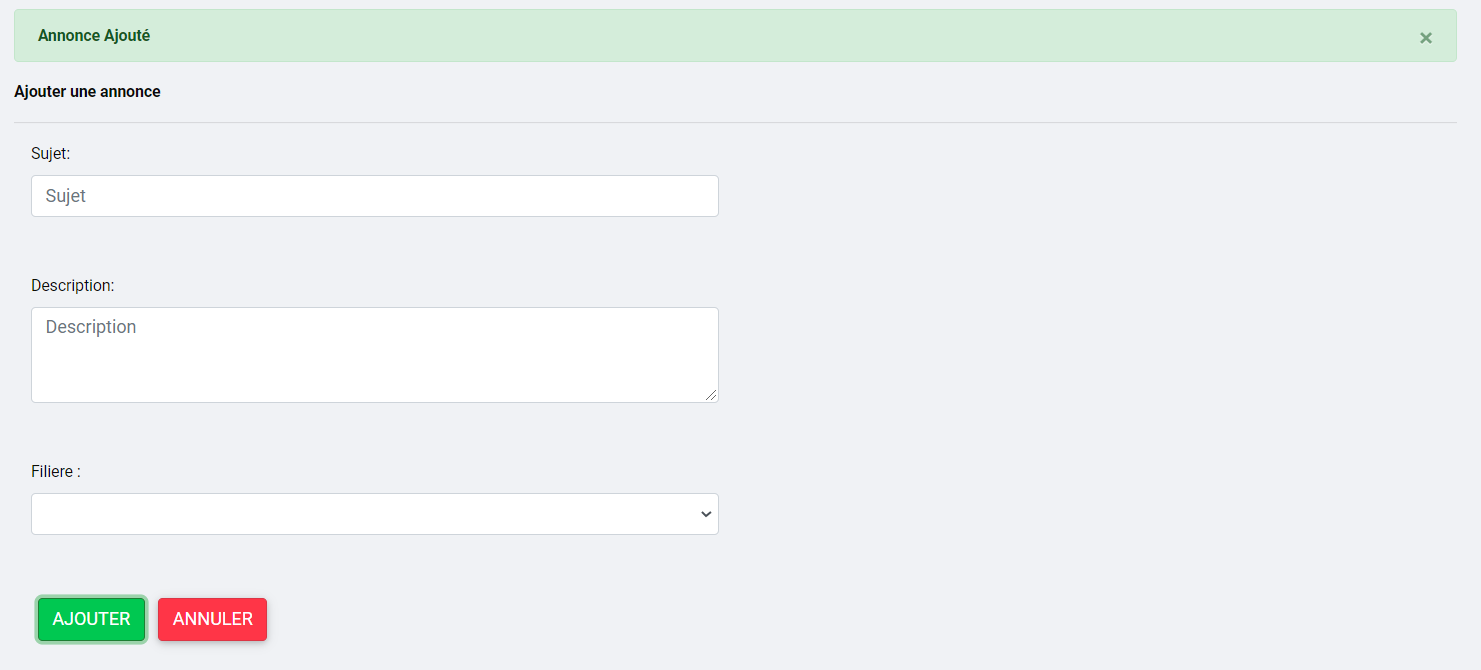 Annonce Ajouté ×
Ajouter une annonce
Sujet:
Sujet
Description:
Description
Filiere :
AJOUTER ANNULER